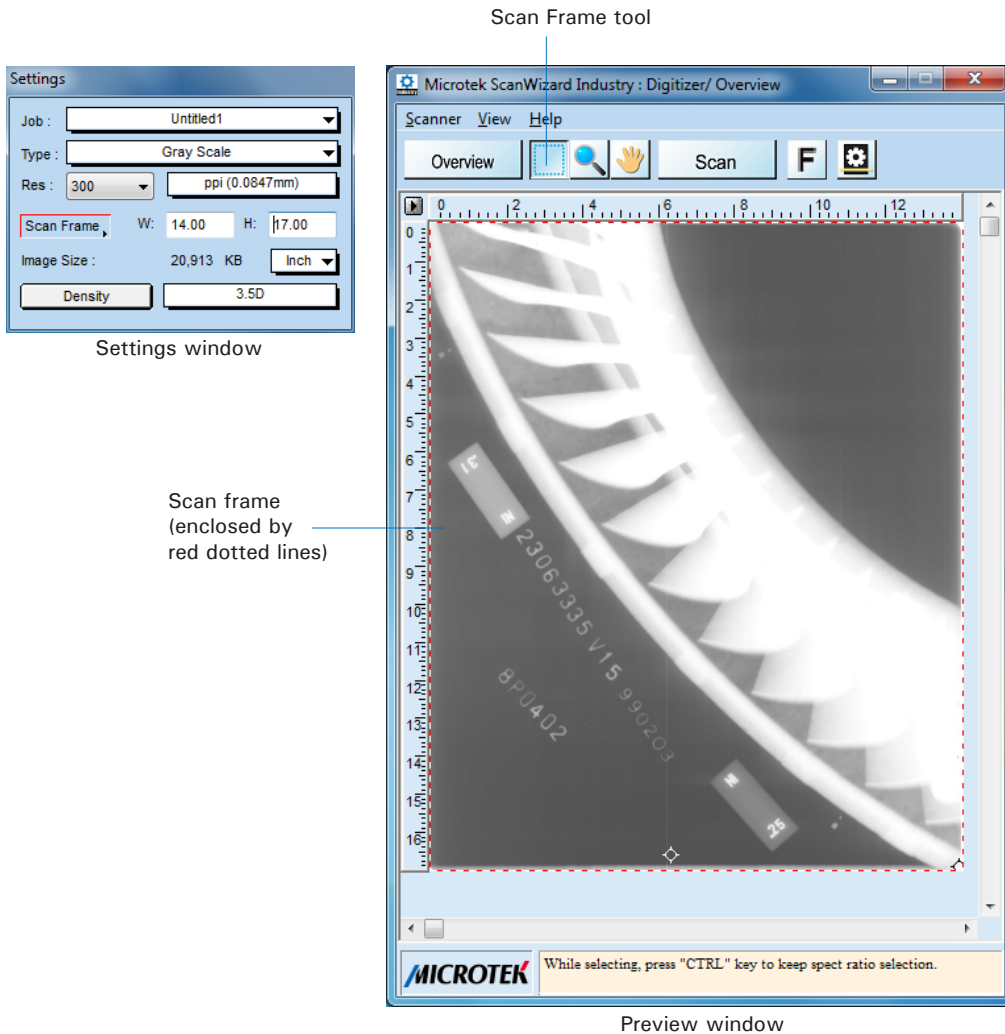 Scan Frame tool
Settings
Job : Untitled1
Type : Gray Scale
Res : 300 ppi (0.0847mm)
Scan Frame W: 14.00 H: 17.00
Image Size : 20,913 KB Inch
Density 3.5D
Settings window
Microtek ScanWizard Industry : Digitizer/ Overview
Scanner View Help
Overview Scan F
0 2 4 6 8 10 12
0
1
2
3
4
5
6
7
8
9
10
11
12
13
14
15
16
31
N
23063335 V15 990203
8P0402
N
25
Scan frame
(enclosed by
red dotted lines)
MICROTEK
While selecting, press "CTRL" key to keep spect ratio selection.
Preview window